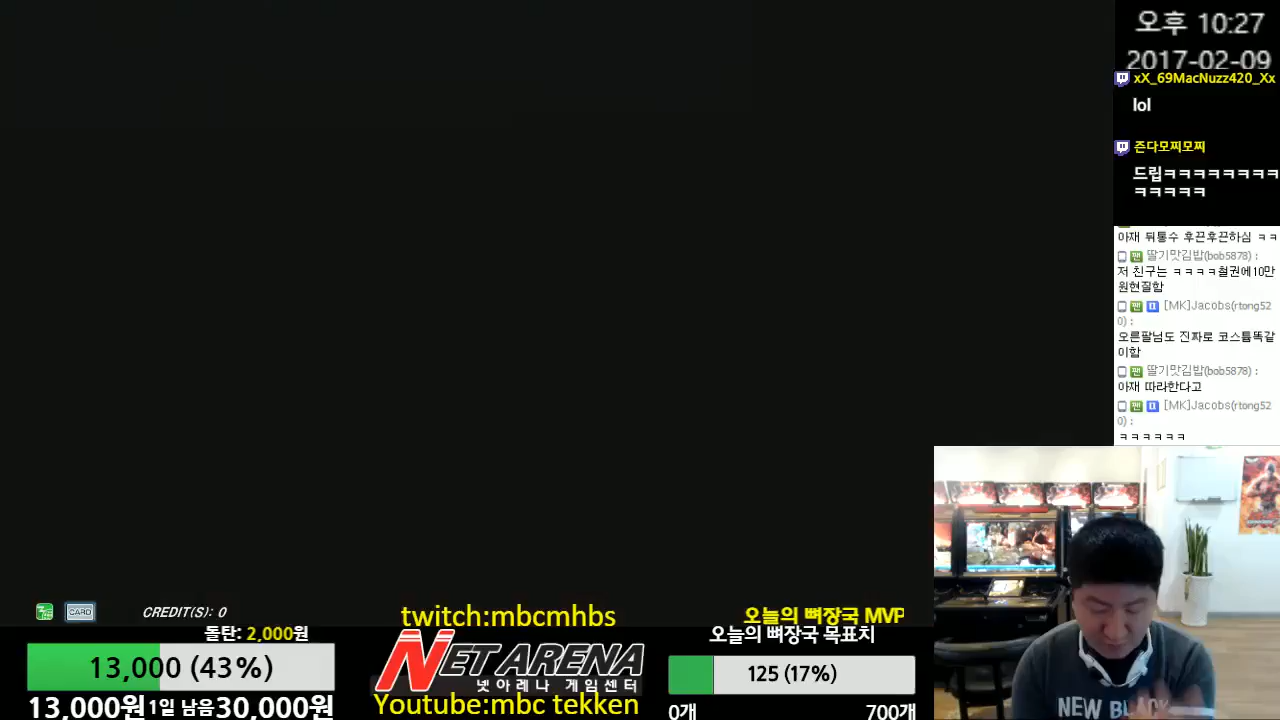 오후 10:27
2017-02-09
xX_69MacNuzz420_Xx
lol
즌다모찌모찌
드립ㅋㅋㅋㅋㅋㅋㅋㅋ
ㅋㅋㅋㅋㅋ
아재 뒤통수 후끈후끈하심 ㅋㅋ
팬 딸기맛김밥(bob5878) :
저 친구는 ㅋㅋㅋㅋ철권에10만
원현질함
팬 [MK]Jacobs(rtong52
0) :
오른팔님도 진짜로 코스튬똑같
이함
팬 딸기맛김밥(bob5878) :
아재 따라한다고
팬 [MK]Jacobs(rtong52
0) :
ㅋㅋㅋㅋㅋㅋ
CARD
CREDIT(S): 0
돌탄: 2,000원
13,000 (43%)
13,000원 1일 남음 30,000원
twitch:mbcmhbs
NET ARENA
넷아레나 게임센터
Youtube:mbc tekken
오늘의 뼈장국 MVP
오늘의 뼈장국 목표치
125 (17%)
0개
700개
NEW BLACK